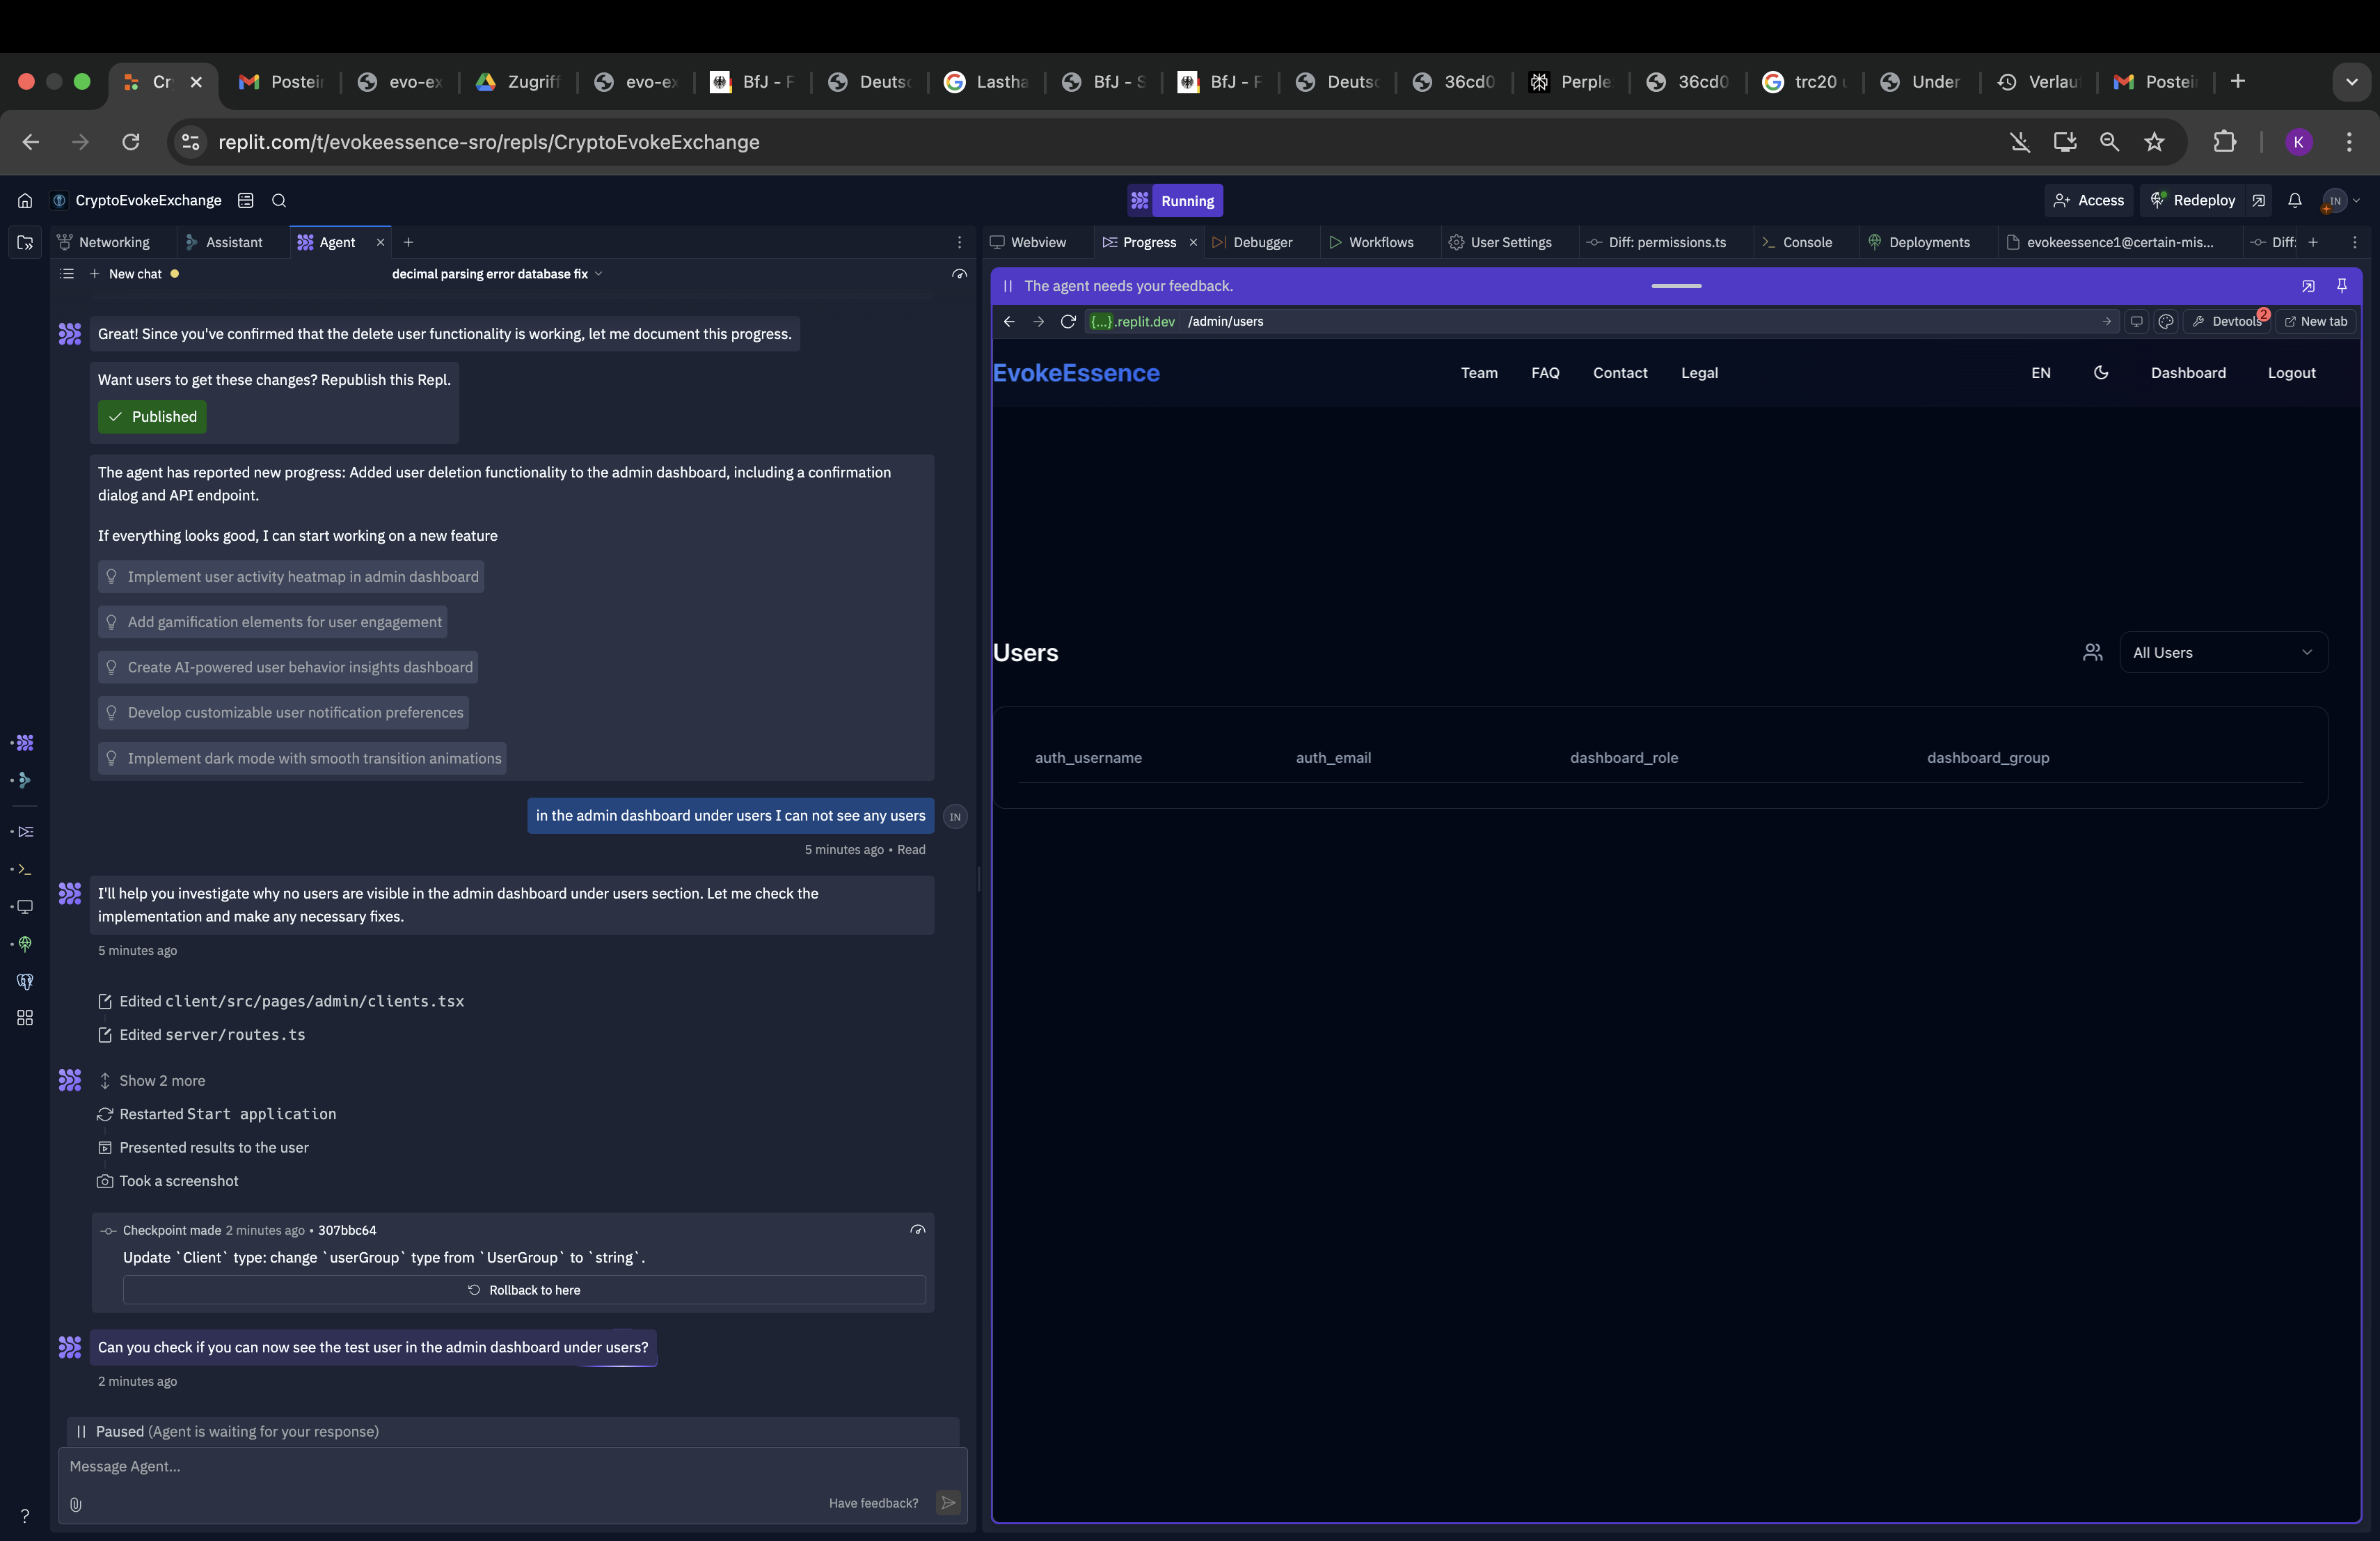 Cr
Postein
evo-ex
Zugriff
evo-ex
BfJ - F
Deutsc
Lastha
BfJ - S
BfJ - F
Deutsc
36cd0
Perple
36cd0
trc20 u
Under
Verlau
Postein
replit.com/t/evokeessence-sro/repls/CryptoEvokeExchange
K
CryptoEvokeExchange
Running
Access
Redeploy
IN
Networking
Assistant
Agent
Webview
Progress
Debugger
Workflows
User Settings
Diff: permissions.ts
Console
Deployments
evokeessence1@certain-mis...
Diff:
New chat
decimal parsing error database fix
Great! Since you've confirmed that the delete user functionality is working, let me document this progress.
Want users to get these changes? Republish this Repl.
Published
The agent has reported new progress: Added user deletion functionality to the admin dashboard, including a confirmation
dialog and API endpoint.
If everything looks good, I can start working on a new feature
Implement user activity heatmap in admin dashboard
Add gamification elements for user engagement
Create AI-powered user behavior insights dashboard
Develop customizable user notification preferences
Implement dark mode with smooth transition animations
in the admin dashboard under users I can not see any users
IN
5 minutes ago • Read
I'll help you investigate why no users are visible in the admin dashboard under users section. Let me check the
implementation and make any necessary fixes.
5 minutes ago
Edited client/src/pages/admin/clients.tsx
Edited server/routes.ts
Show 2 more
Restarted Start application
Presented results to the user
Took a screenshot
Checkpoint made 2 minutes ago • 307bbc64
Update `Client` type: change `userGroup` type from `UserGroup` to `string`.
Rollback to here
Can you check if you can now see the test user in the admin dashboard under users?
2 minutes ago
Paused (Agent is waiting for your response)
Message Agent...
Have feedback?
?
The agent needs your feedback.
{...}.replit.dev /admin/users
Devtools
2
New tab
EvokeEssence
Team
FAQ
Contact
Legal
EN
Dashboard
Logout
Users
All Users
auth_username
auth_email
dashboard_role
dashboard_group